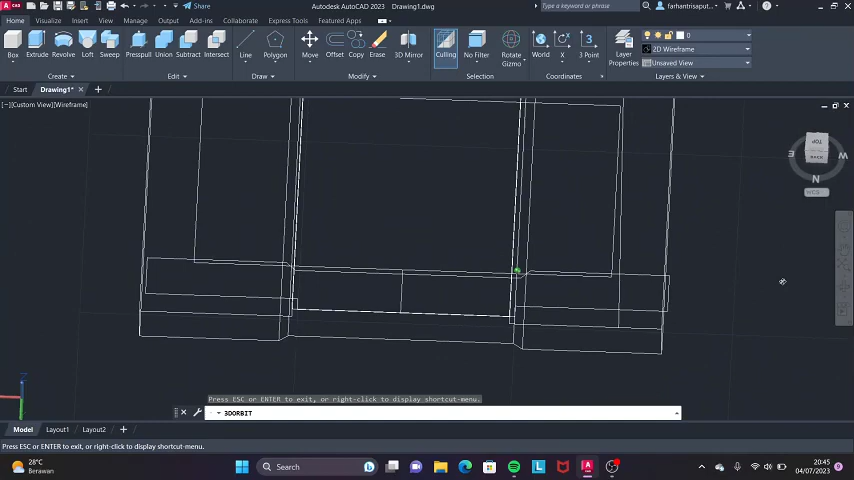 Share
Autodesk AutoCAD 2023 Drawing1.dwg
Type a keyword or phrase
farhantrisaput...
Home Visualize Insert View Manage Output Add-ins Collaborate Express Tools Featured Apps
Box Extrude Revolve Loft Sweep
Presspull Union Subtract Intersect
Line Polygon
Move Offset Copy Erase 3D Mirror
Culling No Filter Rotate Gizmo
World X 3 Point
Layer Properties
0
2D Wireframe
Unsaved View
Create Edit Draw Modify Selection Coordinates Layers & View
Start Drawing1*
[−][Custom View][Wireframe]
TOP
BACK
E
W
N
WCS
Z
Press ESC or ENTER to exit, or right-click to display shortcut-menu.
3DORBIT
Model Layout1 Layout2
Press ESC or ENTER to exit, or right-click to display shortcut-menu.
28°C
Berawan
Search
20:45
04/07/2023